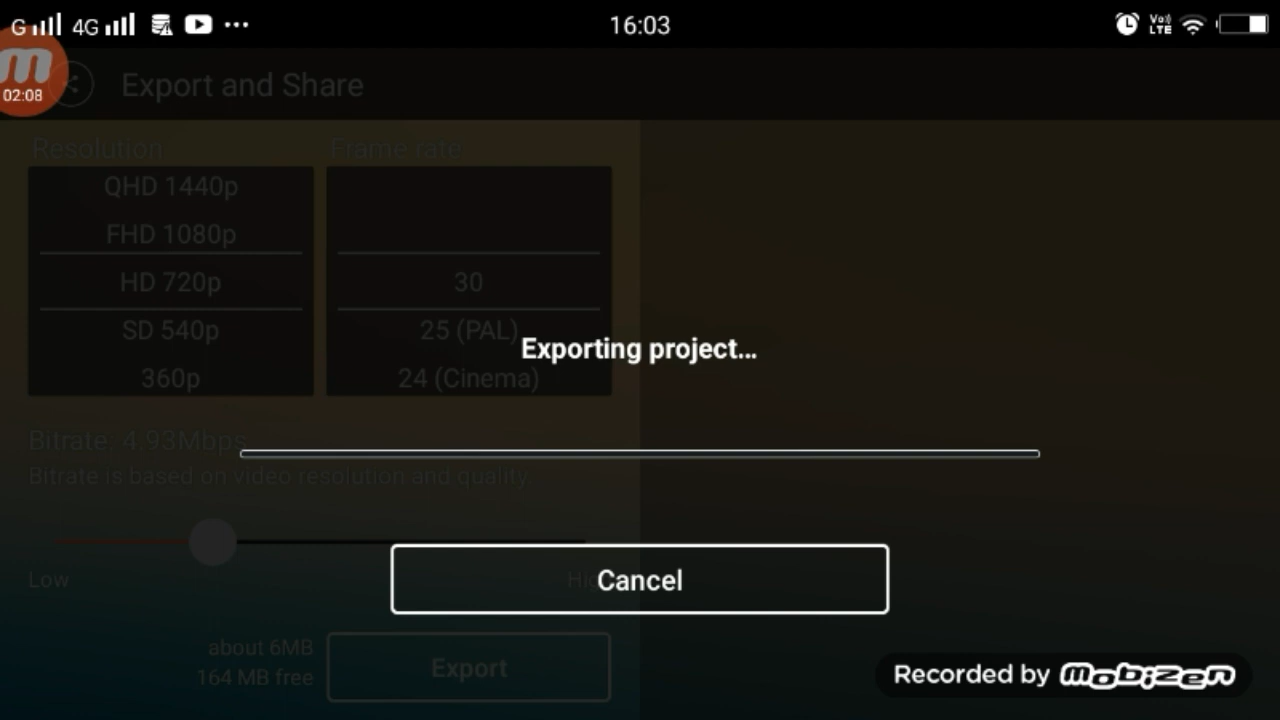 G 4G 16:03 Vo)) LTE
m
02:08
Export and Share
Resolution Frame rate
QHD 1440p
FHD 1080p
HD 720p 30
SD 540p 25 (PAL)
360p 24 (Cinema)
Exporting project...
Bitrate 4.93Mbps
Bitrate is based on video resolution and quality.
Low
Cancel
about 6MB
164 MB free
Export
Recorded by mobizen